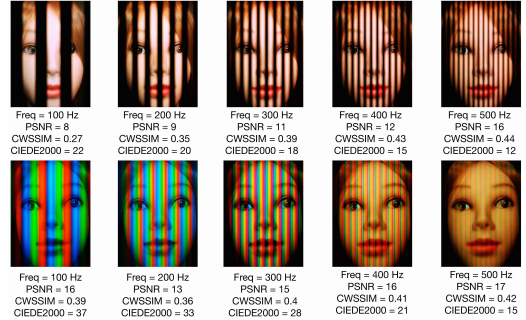 Freq = 100 Hz
PSNR = 8
CWSSIM = 0.27
CIEDE2000 = 22
Freq = 200 Hz
PSNR = 9
CWSSIM = 0.35
CIEDE2000 = 20
Freq = 300 Hz
PSNR = 11
CWSSIM = 0.39
CIEDE2000 = 18
Freq = 400 Hz
PSNR = 12
CWSSIM = 0.43
CIEDE2000 = 15
Freq = 500 Hz
PSNR = 16
CWSSIM = 0.44
CIEDE2000 = 12
Freq = 100 Hz
PSNR = 16
CWSSIM = 0.39
CIEDE2000 = 37
Freq = 200 Hz
PSNR = 13
CWSSIM = 0.36
CIEDE2000 = 33
Freq = 300 Hz
PSNR = 15
CWSSIM = 0.4
CIEDE2000 = 28
Freq = 400 Hz
PSNR = 16
CWSSIM = 0.41
CIEDE2000 = 21
Freq = 500 Hz
PSNR = 17
CWSSIM = 0.42
CIEDE2000 = 15